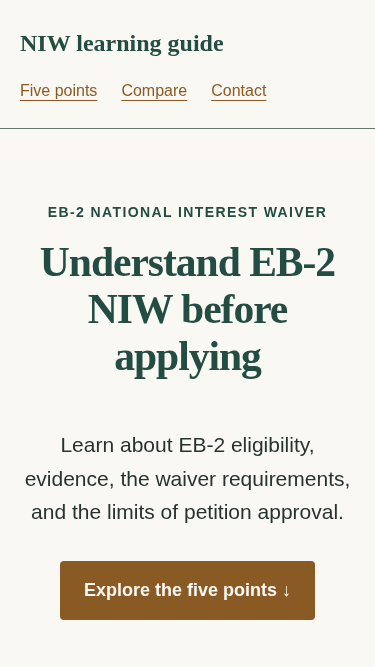 NIW learning guide
Five points Compare Contact
EB-2 NATIONAL INTEREST WAIVER
Understand EB-2
NIW before
applying
Learn about EB-2 eligibility,
evidence, the waiver requirements,
and the limits of petition approval.
Explore the five points ↓